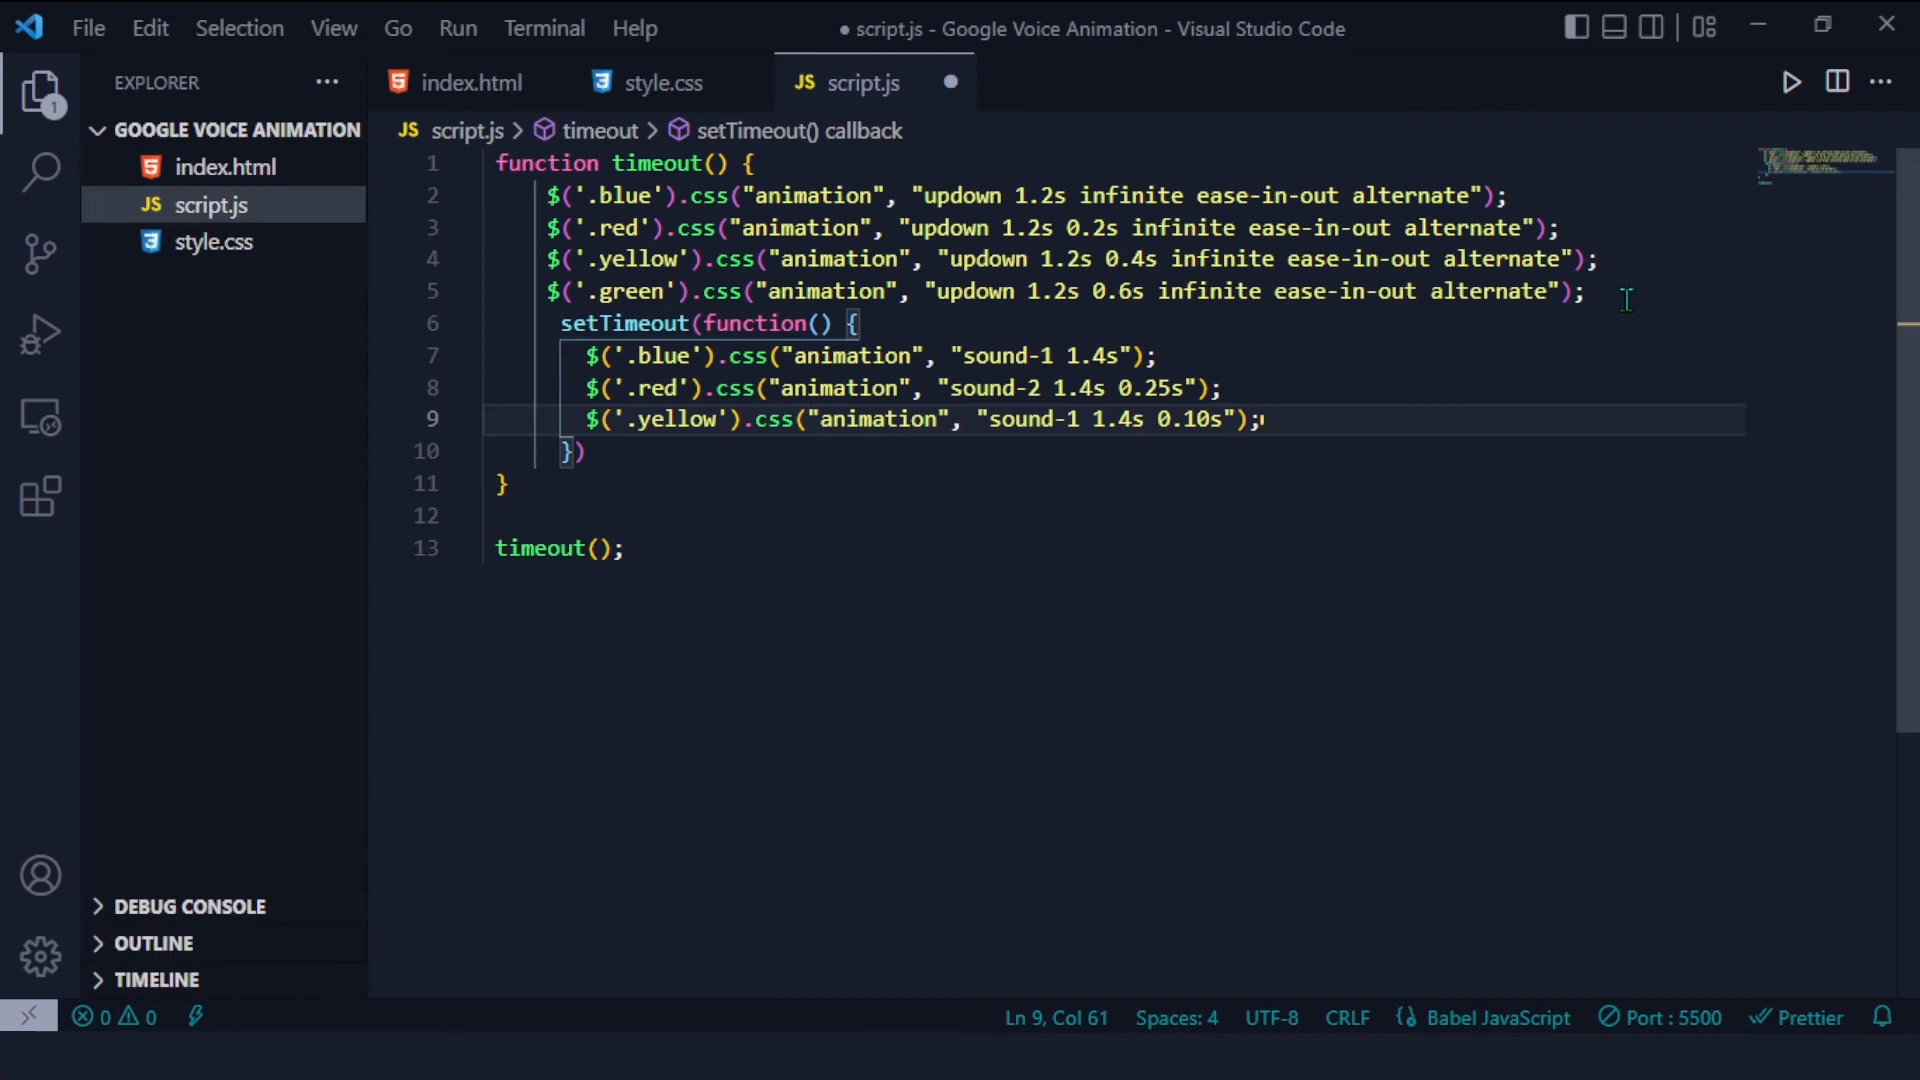 File Edit Selection View Go Run Terminal Help
● script.js - Google Voice Animation - Visual Studio Code
EXPLORER
index.html
style.css
JS script.js
GOOGLE VOICE ANIMATION
JS script.js > timeout > setTimeout() callback
index.html
JS script.js
style.css
1 function timeout() {
2 $('.blue').css("animation", "updown 1.2s infinite ease-in-out alternate");
3 $('.red').css("animation", "updown 1.2s 0.2s infinite ease-in-out alternate");
4 $('.yellow').css("animation", "updown 1.2s 0.4s infinite ease-in-out alternate");
5 $('.green').css("animation", "updown 1.2s 0.6s infinite ease-in-out alternate");
6 setTimeout(function() {
7 $('.blue').css("animation", "sound-1 1.4s");
8 $('.red').css("animation", "sound-2 1.4s 0.25s");
9 $('.yellow').css("animation", "sound-1 1.4s 0.10s");
10 })
11 }
12
13 timeout();
1
DEBUG CONSOLE
OUTLINE
TIMELINE
0 0
Ln 9, Col 61 Spaces: 4 UTF-8 CRLF Babel JavaScript Port : 5500 Prettier